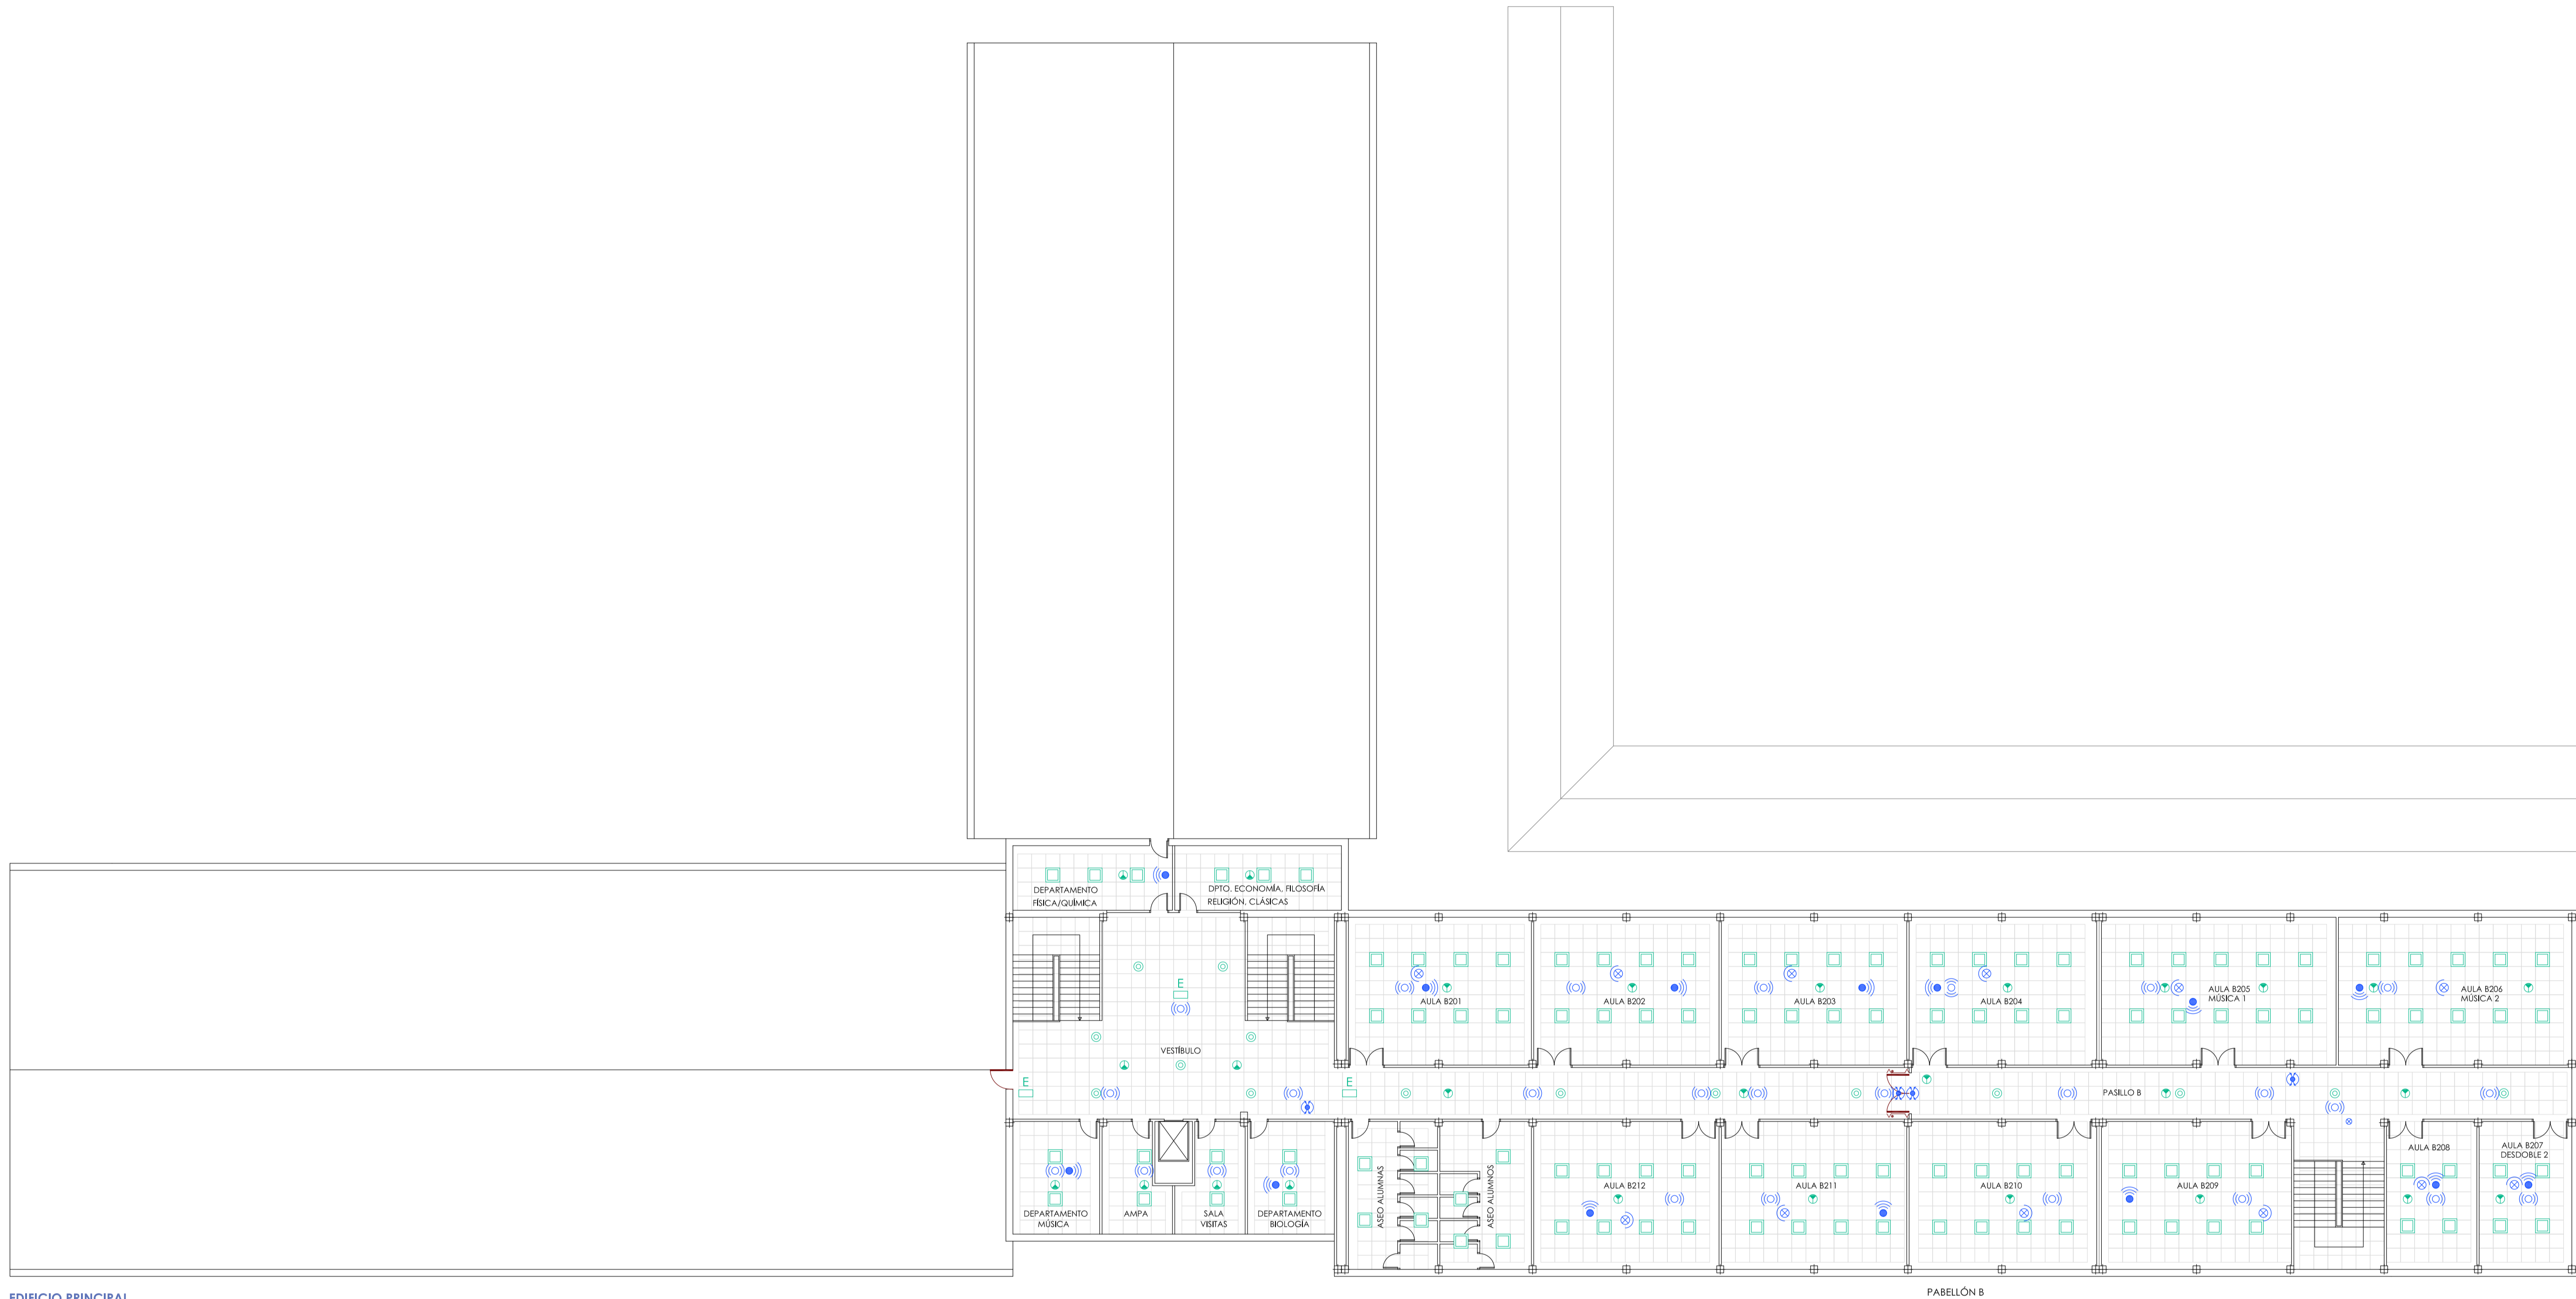 DEPARTAMENTO
FÍSICA/QUÍMICA
DPTO. ECONOMÍA, FILOSOFÍA
RELIGIÓN, CLÁSICAS
E
VESTÍBULO
E
E
AULA B201
AULA B202
AULA B203
AULA B204
AULA B205
MÚSICA 1
AULA B206
MÚSICA 2
PASILLO B
DEPARTAMENTO
MÚSICA
AMPA
SALA
VISITAS
DEPARTAMENTO
BIOLOGÍA
ASEO ALUMNAS
ASEO ALUMNOS
AULA B212
AULA B211
AULA B210
AULA B209
AULA B208
AULA B207
DESDOBLE 2
EDIFICIO PRINCIPAL
PABELLÓN B